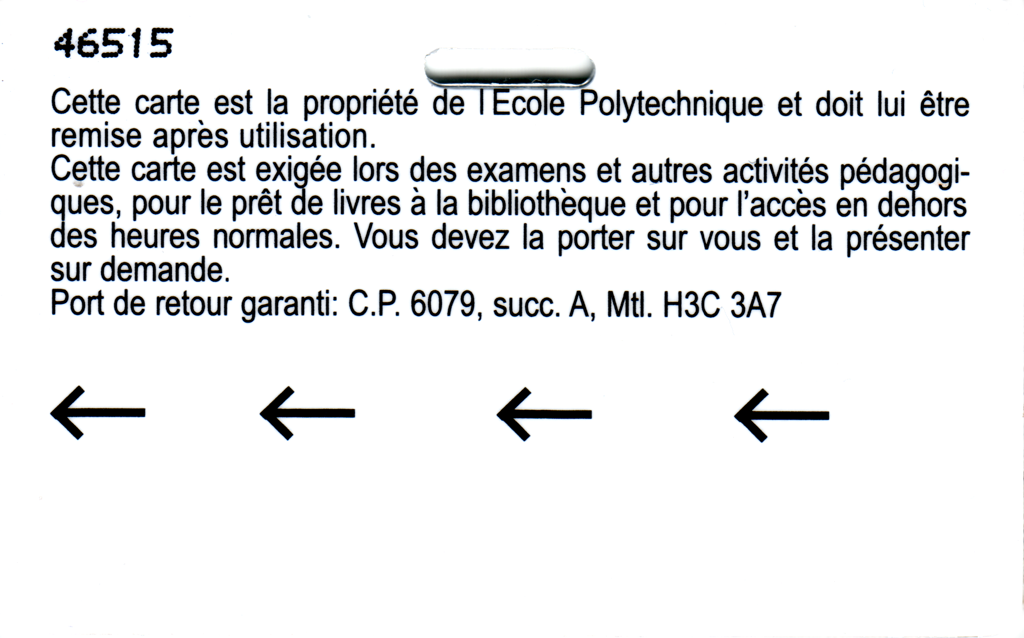 46515
Cette carte est la propriété de l Ecole Polytechnique et doit lui être
remise après utilisation.
Cette carte est exigée lors des examens et autres activités pédagogi-
ques, pour le prêt de livres à la bibliothèque et pour l'accès en dehors
des heures normales. Vous devez la porter sur vous et la présenter
sur demande.
Port de retour garanti: C.P. 6079, succ. A, Mtl. H3C 3A7